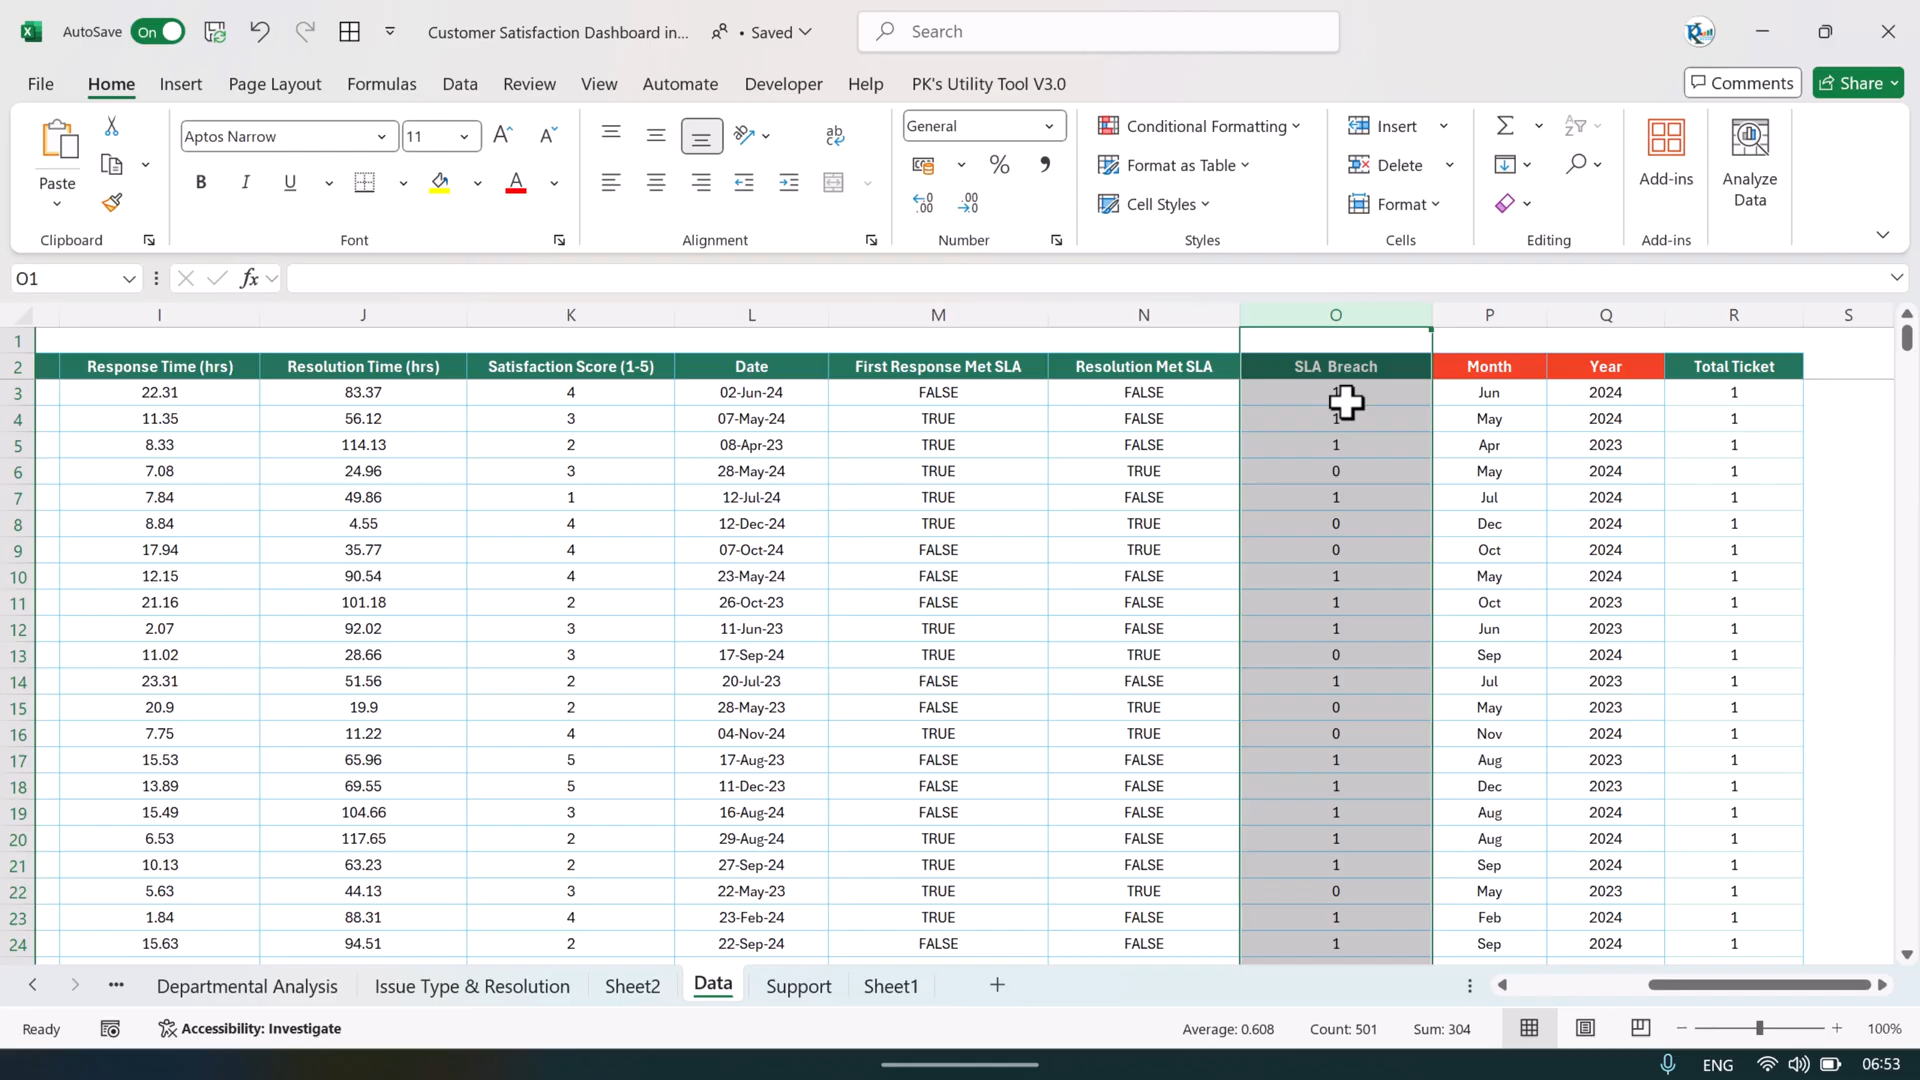 AutoSave On Customer Satisfaction Dashboard in... • Saved Search
File Home Insert Page Layout Formulas Data Review View Automate Developer Help PK's Utility Tool V3.0 Comments Share
Paste
Clipboard
Aptos Narrow 11
B I U A
Font
ab
Alignment
General
% ,
Number
Conditional Formatting
Format as Table
Cell Styles
Styles
Insert
Delete
Format
Cells
Editing
Add-ins
Add-ins
Analyze
Data
O1 fx
I J K L M N O P Q R S
1
2 Response Time (hrs) Resolution Time (hrs) Satisfaction Score (1-5) Date First Response Met SLA Resolution Met SLA SLA Breach Month Year Total Ticket
3 22.31 83.37 4 02-Jun-24 FALSE FALSE 1 Jun 2024 1
4 11.35 56.12 3 07-May-24 TRUE FALSE 1 May 2024 1
5 8.33 114.13 2 08-Apr-23 TRUE FALSE 1 Apr 2023 1
6 7.08 24.96 3 28-May-24 TRUE TRUE 0 May 2024 1
7 7.84 49.86 1 12-Jul-24 TRUE FALSE 1 Jul 2024 1
8 8.84 4.55 4 12-Dec-24 TRUE TRUE 0 Dec 2024 1
9 17.94 35.77 4 07-Oct-24 FALSE TRUE 0 Oct 2024 1
10 12.15 90.54 4 23-May-24 FALSE FALSE 1 May 2024 1
11 21.16 101.18 2 26-Oct-23 FALSE FALSE 1 Oct 2023 1
12 2.07 92.02 3 11-Jun-23 TRUE FALSE 1 Jun 2023 1
13 11.02 28.66 3 17-Sep-24 TRUE TRUE 0 Sep 2024 1
14 23.31 51.56 2 20-Jul-23 FALSE FALSE 1 Jul 2023 1
15 20.9 19.9 2 28-May-23 FALSE TRUE 0 May 2023 1
16 7.75 11.22 4 04-Nov-24 TRUE TRUE 0 Nov 2024 1
17 15.53 65.96 5 17-Aug-23 FALSE FALSE 1 Aug 2023 1
18 13.89 69.55 5 11-Dec-23 FALSE FALSE 1 Dec 2023 1
19 15.49 104.66 3 16-Aug-24 FALSE FALSE 1 Aug 2024 1
20 6.53 117.65 2 29-Aug-24 TRUE FALSE 1 Aug 2024 1
21 10.13 63.23 2 27-Sep-24 TRUE FALSE 1 Sep 2024 1
22 5.63 44.13 3 22-May-23 TRUE TRUE 0 May 2023 1
23 1.84 88.31 4 23-Feb-24 TRUE FALSE 1 Feb 2024 1
24 15.63 94.51 2 22-Sep-24 FALSE FALSE 1 Sep 2024 1
Departmental Analysis Issue Type & Resolution Sheet2 Data Support Sheet1
Ready Accessibility: Investigate Average: 0.608 Count: 501 Sum: 304 100%
ENG 06:53